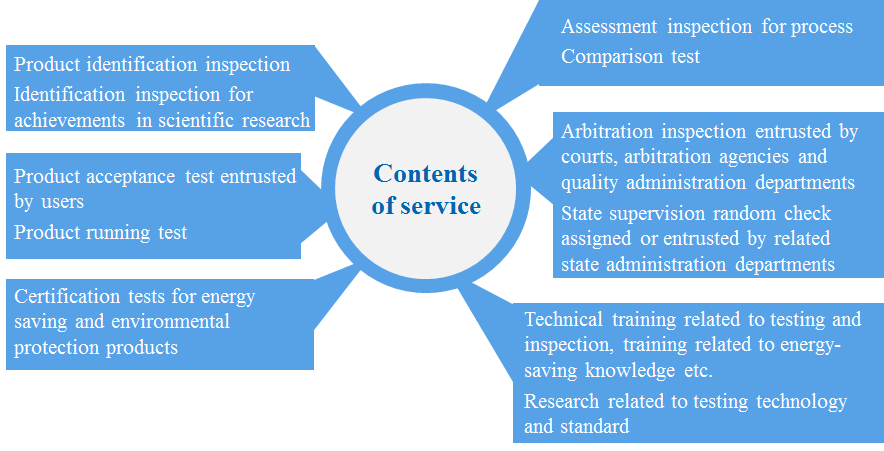 Product identification inspection
Identification inspection for
achievements in scientific research
Product acceptance test entrusted
by users
Product running test
Certification tests for energy
saving and environmental
protection products
Contents
of service
Assessment inspection for process
Comparison test
Arbitration inspection entrusted by
courts, arbitration agencies and
quality administration departments
State supervision random check
assigned or entrusted by related
state administration departments
Technical training related to testing and
inspection, training related to energy-
saving knowledge etc.
Research related to testing technology
and standard